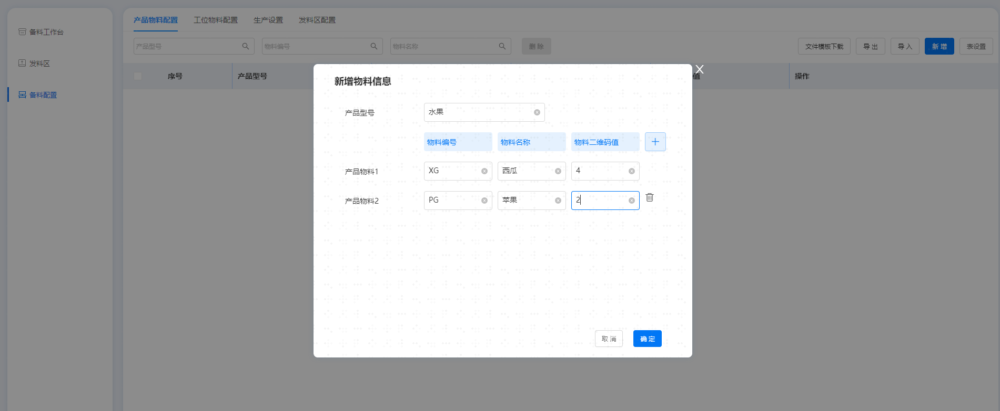 备料工作台
发料区
备料配置
产品物料配置 工位物料配置 生产设置 发料区配置
产品型号 物料编号 物料名称 删 除 文件模板下载 导 出 导 入 新 增 表设置
序号 产品型号 值 操作
X
新增物料信息
产品型号 水果
物料编号 物料名称 物料二维码值
产品物料1 XG 西瓜 4
产品物料2 PG 苹果 2
取 消 确 定